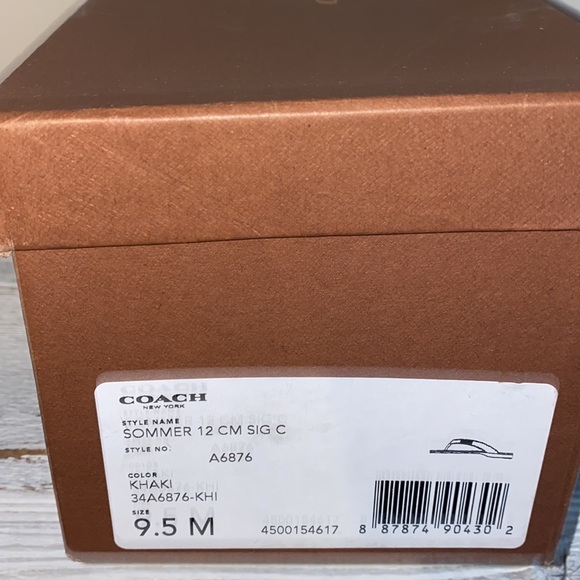 COACH
NEW YORK
STYLE NAME
SOMMER 12 CM SIG C
STYLE NO: A6876
COLOR
KHAKI
34A6876-KHI
SIZE
9.5 M
4500154617
8 87874 90430 2